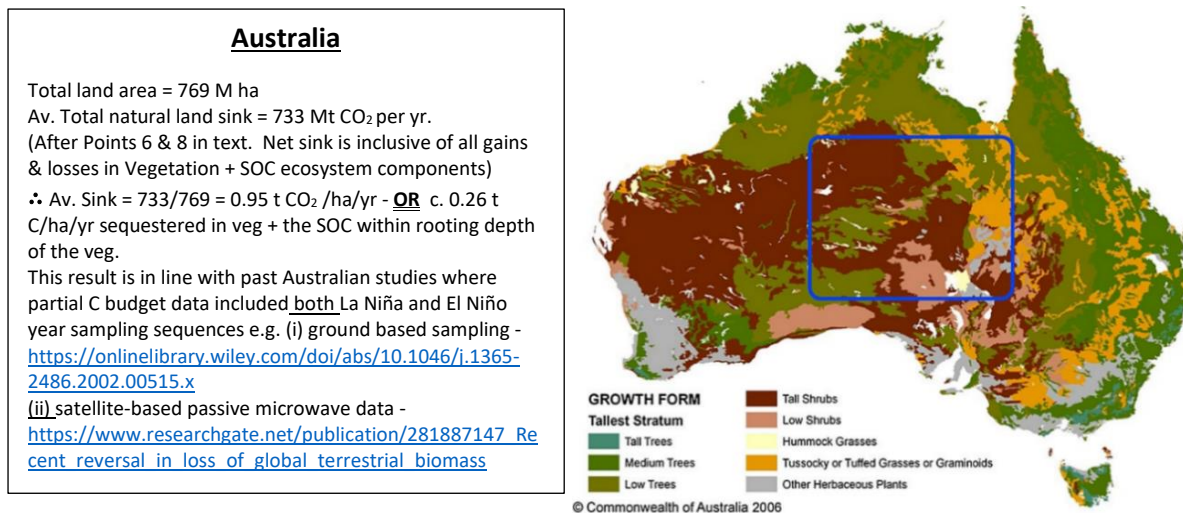 Australia
Total land area = 769 M ha
Av. Total natural land sink = 733 Mt CO₂ per yr.
(After Points 6 & 8 in text.  Net sink is inclusive of all gains
& losses in Vegetation + SOC ecosystem components)
∴ Av. Sink = 733/769 = 0.95 t CO₂ /ha/yr - OR  c. 0.26 t
C/ha/yr sequestered in veg + the SOC within rooting depth
of the veg.
This result is in line with past Australian studies where
partial C budget data included both La Niña and El Niño
year sampling sequences e.g. (i) ground based sampling -
https://onlinelibrary.wiley.com/doi/abs/10.1046/j.1365-
2486.2002.00515.x
(ii) satellite-based passive microwave data -
https://www.researchgate.net/publication/281887147_Re
cent_reversal_in_loss_of_global_terrestrial_biomass
GROWTH FORM
Tallest Stratum
Tall Trees
Medium Trees
Low Trees
Tall Shrubs
Low Shrubs
Hummock Grasses
Tussocky or Tufted Grasses or Graminoids
Other Herbaceous Plants
© Commonwealth of Australia 2006